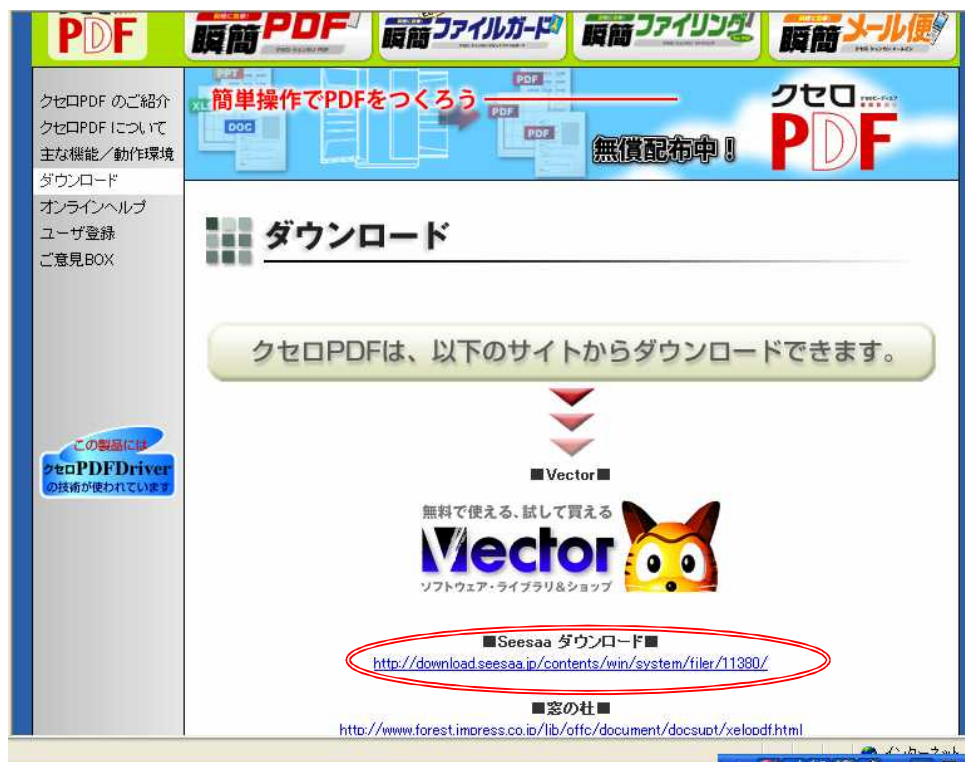 PDF
瞬簡PDF
瞬簡ファイルガード
瞬簡ファイリング
瞬簡メール便
クセロPDF のご紹介
クセロPDF について
主な機能/動作環境
ダウンロード
オンラインヘルプ
ユーザ登録
ご意見BOX
この製品には
クセロPDFDriver
の技術が使われています
簡単操作でPDFをつくろう
DOC
PDF
PDF
PDF
無償配布中!
クセロ
PDF
ダウンロード
クセロPDFは、以下のサイトからダウンロードできます。
■Vector■
無料で使える、試して買える
Vector
ソフトウェア・ライブラリ&ショップ
■Seesaa ダウンロード■
http://download.seesaa.jp/contents/win/system/filer/11380/
■窓の杜■
http://www.forest.impress.co.jp/lib/offc/document/docsupt/xelopdf.html
インターネット